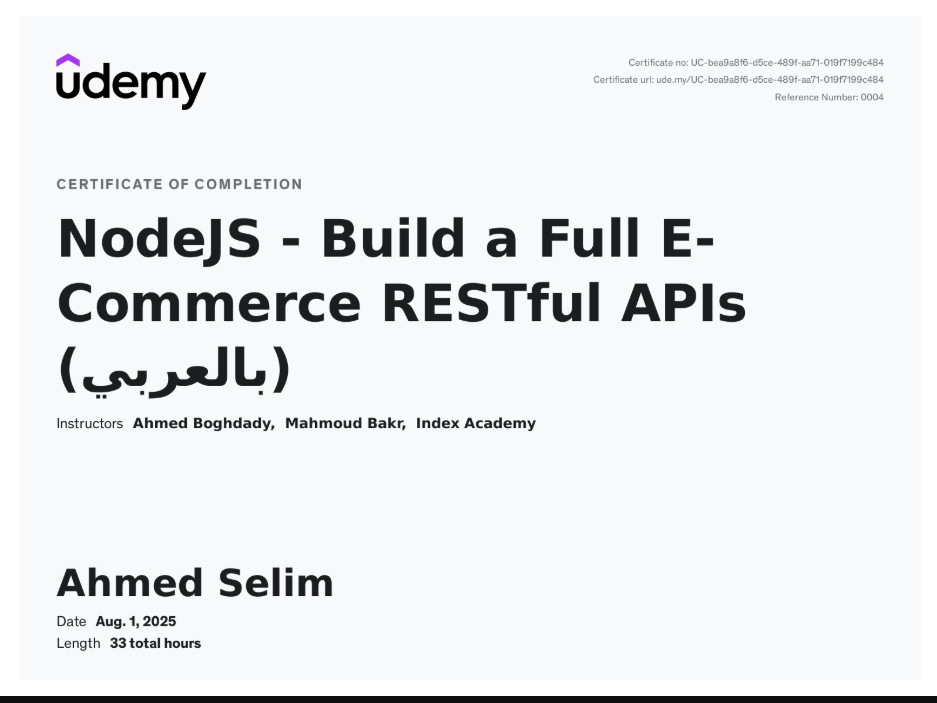 udemy
Certificate no: UC-bea9a8f6-d5ce-489f-aa71-019f7199c484
Certificate url: ude.my/UC-bea9a8f6-d5ce-489f-aa71-019f7199c484
Reference Number: 0004
CERTIFICATE OF COMPLETION
NodeJS - Build a Full E-
Commerce RESTful APIs
(بالعربي)
Instructors Ahmed Boghdady, Mahmoud Bakr, Index Academy
Ahmed Selim
Date Aug. 1, 2025
Length 33 total hours